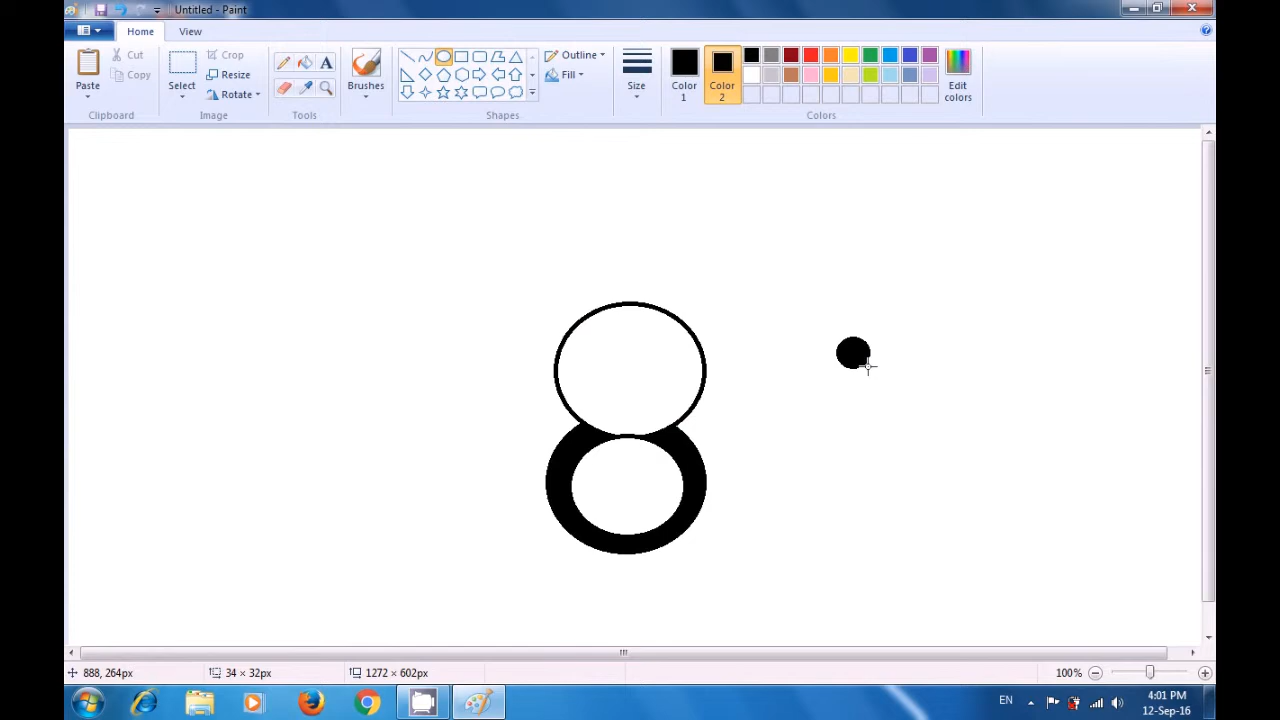 Untitled - Paint
Home View
Paste
Cut
Copy
Clipboard
Select
Crop
Resize
Rotate
Image
A
Tools
Brushes
Outline
Fill
Shapes
Size
Color 1
Color 2
Edit colors
Colors
888, 264px
34 × 32px
1272 × 602px
100%
EN
4:01 PM
12-Sep-16